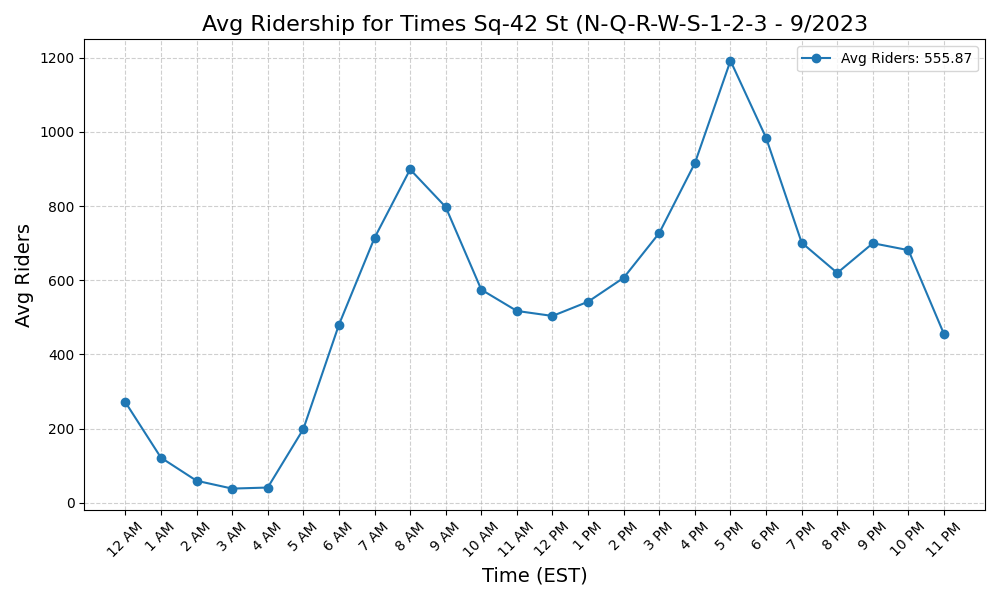 Avg Ridership for Times Sq-42 St (N-Q-R-W-S-1-2-3 - 9/2023
Avg Riders: 555.87
1200
1000
800
600
400
200
0
Avg Riders
12 AM
1 AM
2 AM
3 AM
4 AM
5 AM
6 AM
7 AM
8 AM
9 AM
10 AM
11 AM
12 PM
1 PM
2 PM
3 PM
4 PM
5 PM
6 PM
7 PM
8 PM
9 PM
10 PM
11 PM
Time (EST)